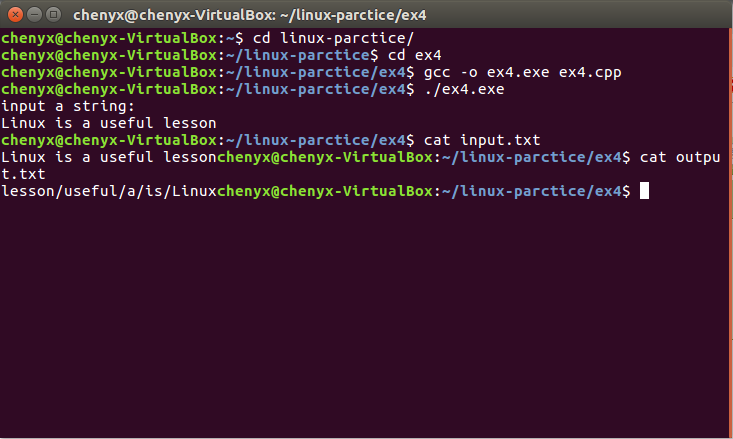 chenyx@chenyx-VirtualBox: ~/linux-parctice/ex4
chenyx@chenyx-VirtualBox:~$ cd linux-parctice/
chenyx@chenyx-VirtualBox:~/linux-parctice$ cd ex4
chenyx@chenyx-VirtualBox:~/linux-parctice/ex4$ gcc -o ex4.exe ex4.cpp
chenyx@chenyx-VirtualBox:~/linux-parctice/ex4$ ./ex4.exe
input a string:
Linux is a useful lesson
chenyx@chenyx-VirtualBox:~/linux-parctice/ex4$ cat input.txt
Linux is a useful lessonchenyx@chenyx-VirtualBox:~/linux-parctice/ex4$ cat outpu
t.txt
lesson/useful/a/is/Linuxchenyx@chenyx-VirtualBox:~/linux-parctice/ex4$